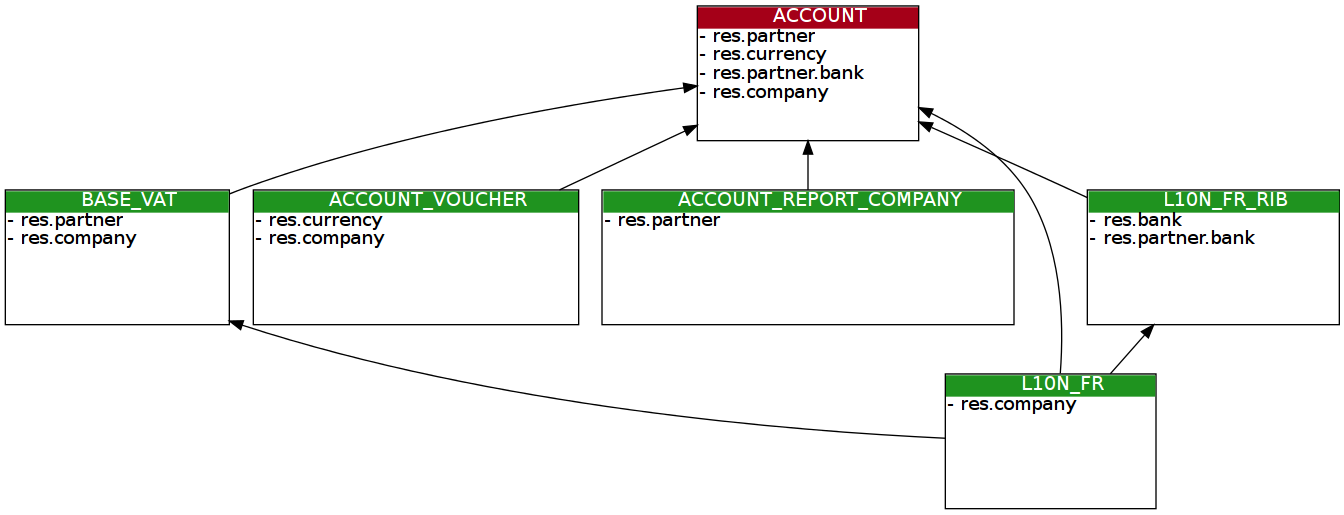 ACCOUNT
- res.partner
- res.currency
- res.partner.bank
- res.company
BASE_VAT
- res.partner
- res.company
ACCOUNT_VOUCHER
- res.currency
- res.company
ACCOUNT_REPORT_COMPANY
- res.partner
L10N_FR_RIB
- res.bank
- res.partner.bank
L10N_FR
- res.company